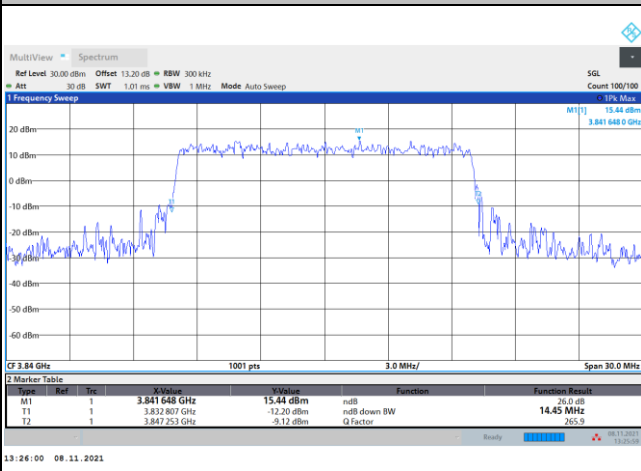 MultiView Spectrum
Ref Level 30.00 dBm Offset 13.20 dB RBW 300 kHz SGL
Att 30 dB SWT 1.01 ms VBW 1 MHz Mode Auto Sweep Count 100/100
1 Frequency Sweep 1Pk Max
M1[1] 15.44 dBm
3.841 648 0 GHz
M1
20 dBm
10 dBm
0 dBm
-10 dBm
-20 dBm
-30 dBm
-40 dBm
-50 dBm
-60 dBm
CF 3.84 GHz 1001 pts 3.0 MHz/ Span 30.0 MHz
2 Marker Table
Type Ref Trc X-Value Y-Value Function Function Result
M1 1 3.841 648 GHz 15.44 dBm ndB 26.0 dB
T1 1 3.832 807 GHz -12.20 dBm ndB down BW 14.45 MHz
T2 1 3.847 253 GHz -9.12 dBm Q Factor 265.9
Ready 08.11.2021
13:25:59
13:26:00 08.11.2021